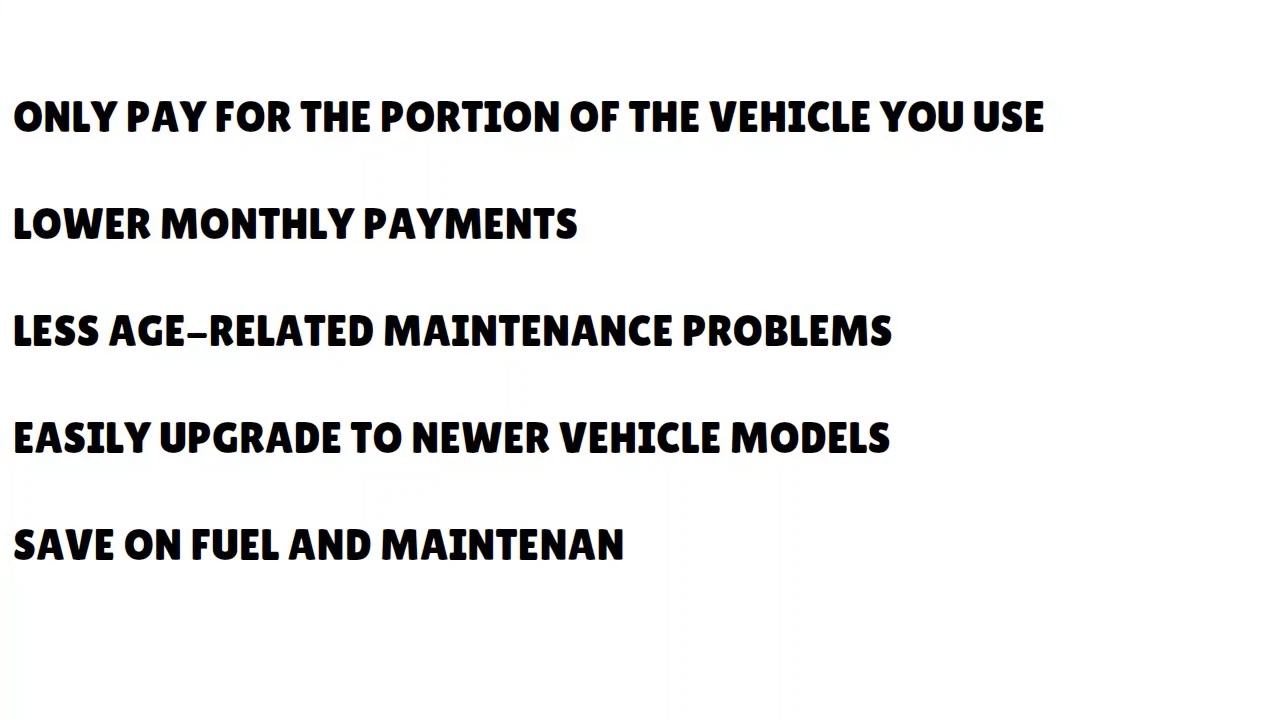 ONLY PAY FOR THE PORTION OF THE VEHICLE YOU USE
LOWER MONTHLY PAYMENTS
LESS AGE-RELATED MAINTENANCE PROBLEMS
EASILY UPGRADE TO NEWER VEHICLE MODELS
SAVE ON FUEL AND MAINTENAN